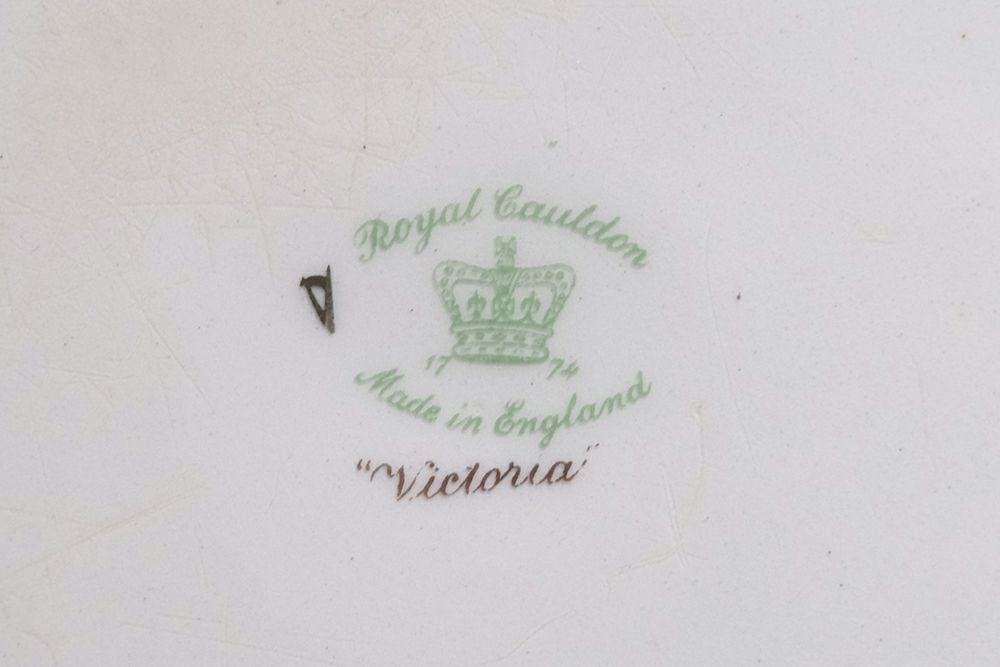 Royal Cauldon
17 74
Made in England
"Victoria"